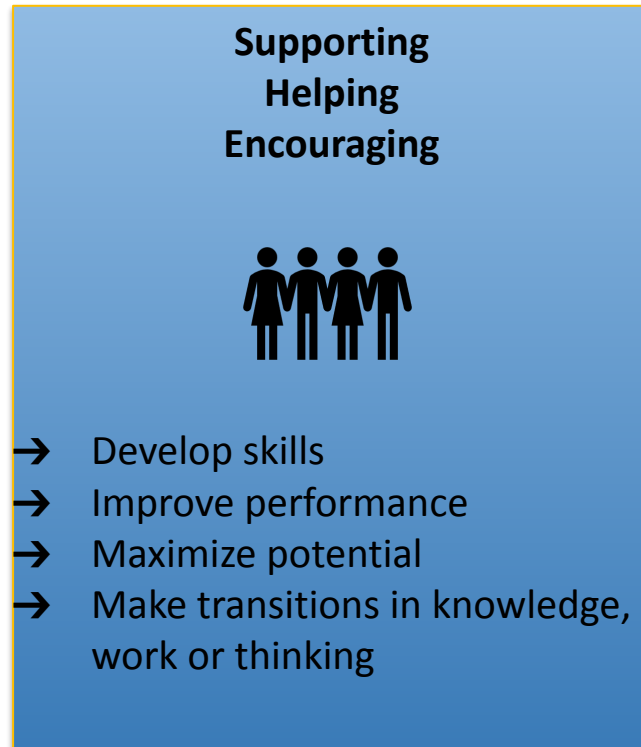 Supporting
Helping
Encouraging
➔ Develop skills
➔ Improve performance
➔ Maximize potential
➔ Make transitions in knowledge,
work or thinking